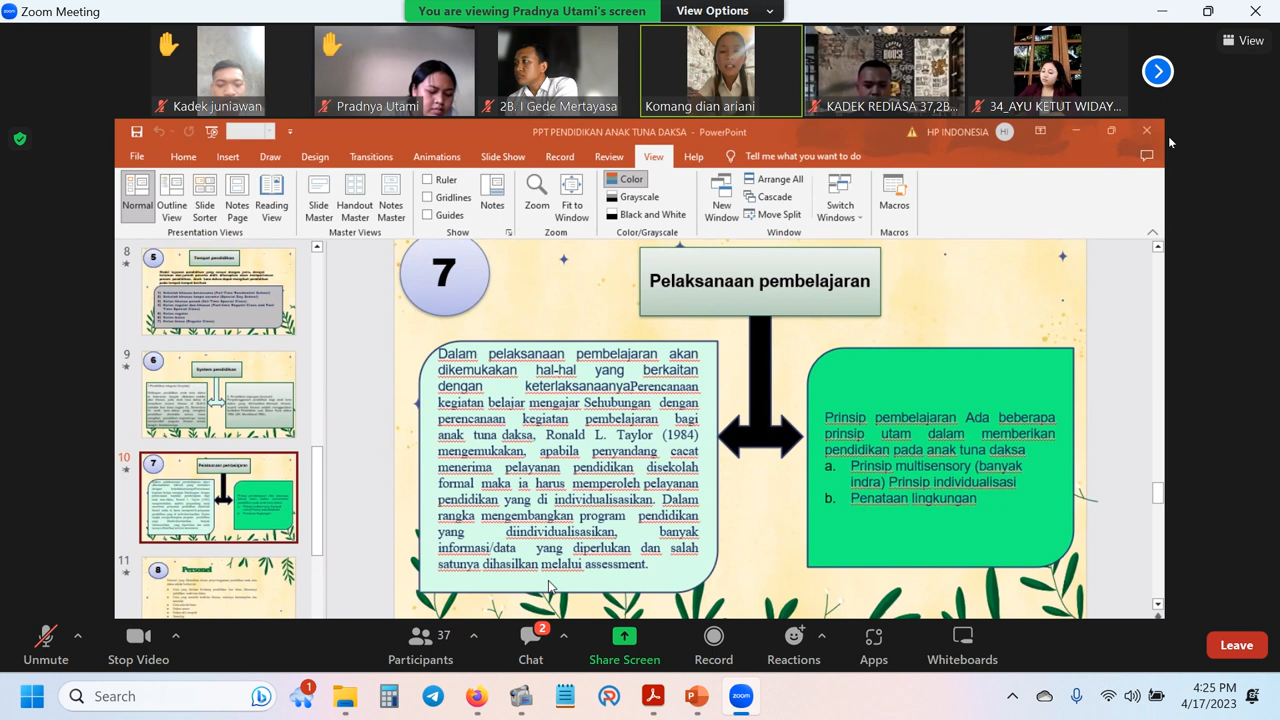 Zoom Meeting
You are viewing Pradnya Utami's screen
View Options
View
Kadek juniawan
Pradnya Utami
2B. I Gede Mertayasa
Komang dian ariani
KADEK REDIASA 37,2B...
34_AYU KETUT WIDAY...
PPT PENDIDIKAN ANAK TUNA DAKSA - PowerPoint
HP INDONESIA
HI
File
Home
Insert
Draw
Design
Transitions
Animations
Slide Show
Record
Review
View
Help
Tell me what you want to do
Normal
Outline View
Slide Sorter
Notes Page
Reading View
Presentation Views
Slide Master
Handout Master
Notes Master
Master Views
Ruler
Gridlines
Guides
Show
Notes
Zoom
Fit to Window
Zoom
Color
Grayscale
Black and White
Color/Grayscale
New Window
Arrange All
Cascade
Move Split
Switch Windows
Window
Macros
Macros
8
5
Tempat pendidikan
9
6
System pendidikan
10
7
Pelaksanaan pembelajaran
11
8
Personel
7
Pelaksanaan pembelajaran
Dalam pelaksanaan pembelajaran akan
dikemukakan hal-hal yang berkaitan
dengan keterlaksanaanyaPerencanaan
kegiatan belajar mengajar Sehubungan dengan
perencanaan kegiatan pembelajaran bagi
anak tuna daksa, Ronald L. Taylor (1984)
mengemukakan, apabila penyandang cacat
menerima pelayanan pendidikan disekolah
formal maka ia harus memperoleh pelayanan
pendidikan yang di individualisasikan. Dalam
rangka mengembangkan program pendidikan
yang diindividualisasikan, banyak
informasi/data yang diperlukan dan salah
satunya dihasilkan melalui assessment.
Prinsip pembelajaran Ada beberapa
prinsip utam dalam memberikan
pendidikan pada anak tuna daksa
a. Prinsip multisensory (banyak
indra) Prinsip individualisasi
b. Penataan lingkungan
Unmute
Stop Video
37
Participants
2
Chat
Share Screen
Record
Reactions
Apps
Whiteboards
Leave
Search
1
zoom
4:25 PM
4/17/2023